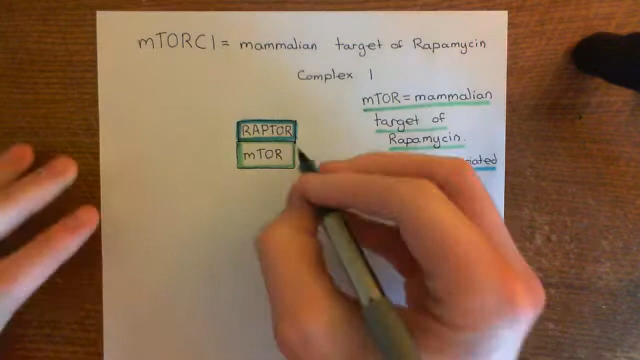 mTORC1 = mammalian target of Rapamycin
Complex 1
mTOR = mammalian
target of
Rapamycin.
RAPTOR
mTOR